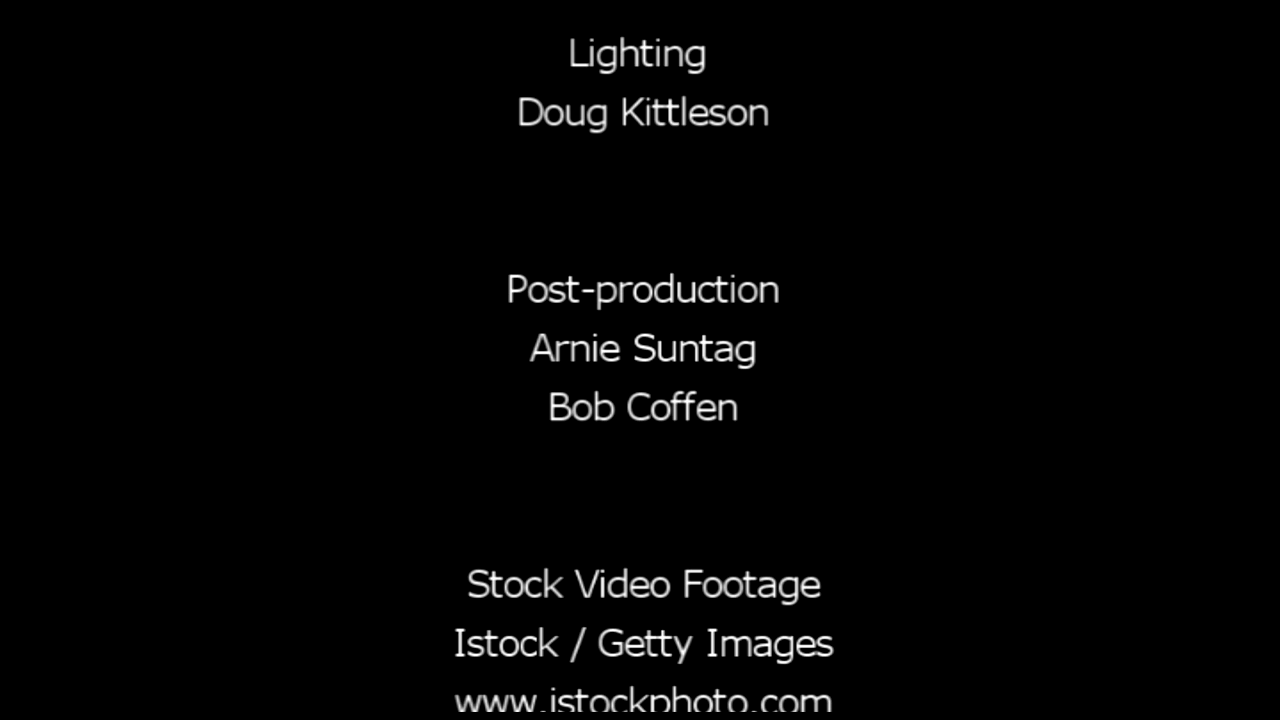 Lighting
Doug Kittleson
Post-production
Arnie Suntag
Bob Coffen
Stock Video Footage
Istock / Getty Images
www.istockphoto.com